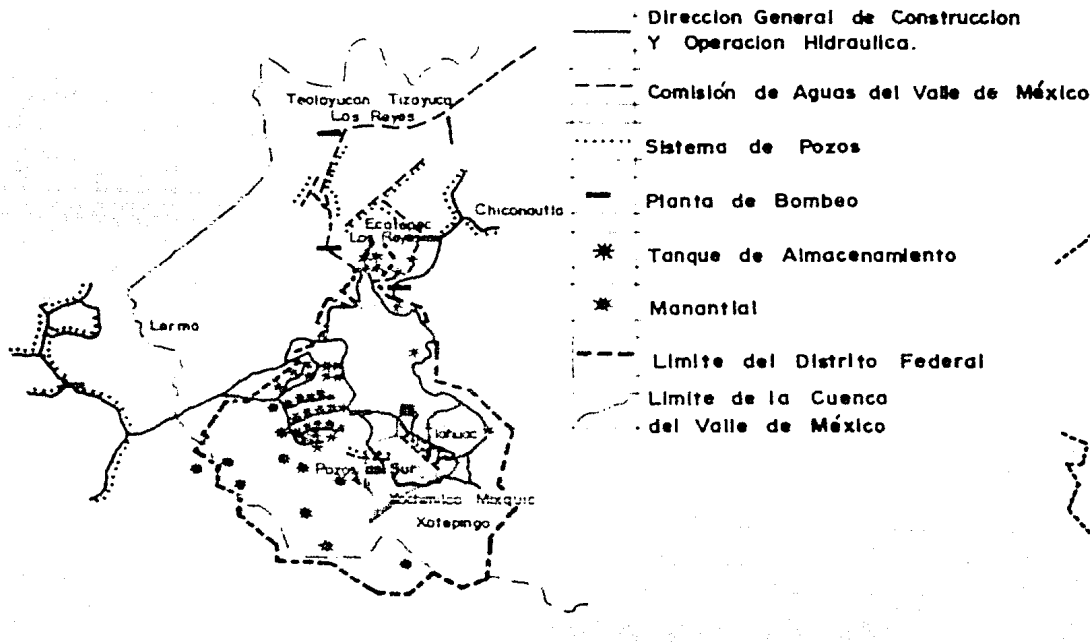 Direccion General de Construccion
Y Operacion Hidraulica.
Comisión de Aguas del Valle de México
Sistema de Pozos
Planta de Bombeo
Tanque de Almacenamiento
Manantial
Limite del Distrito Federal
Limite de la Cuenca
del Valle de México
Teoloyucan Tizayuca
Los Reyes
Chiconautla
Ecatepec
Los Reyes
Lerma
Tlahuac
Pozos del Sur
Xochimilco Mixquic
Xotepingo